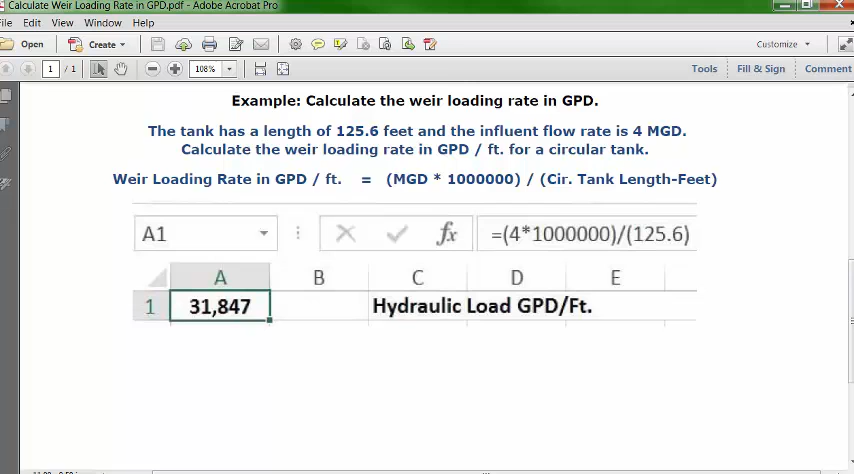 Calculate Weir Loading Rate in GPD.pdf - Adobe Acrobat Pro
File Edit View Window Help
Open Create Customize
1 / 1 108% Tools Fill & Sign Comment
Example: Calculate the weir loading rate in GPD.
The tank has a length of 125.6 feet and the influent flow rate is 4 MGD.
Calculate the weir loading rate in GPD / ft. for a circular tank.
Weir Loading Rate in GPD / ft. = (MGD * 1000000) / (Cir. Tank Length-Feet)
A1 fx =(4*1000000)/(125.6)
A B C D E
1 31,847 Hydraulic Load GPD/Ft.